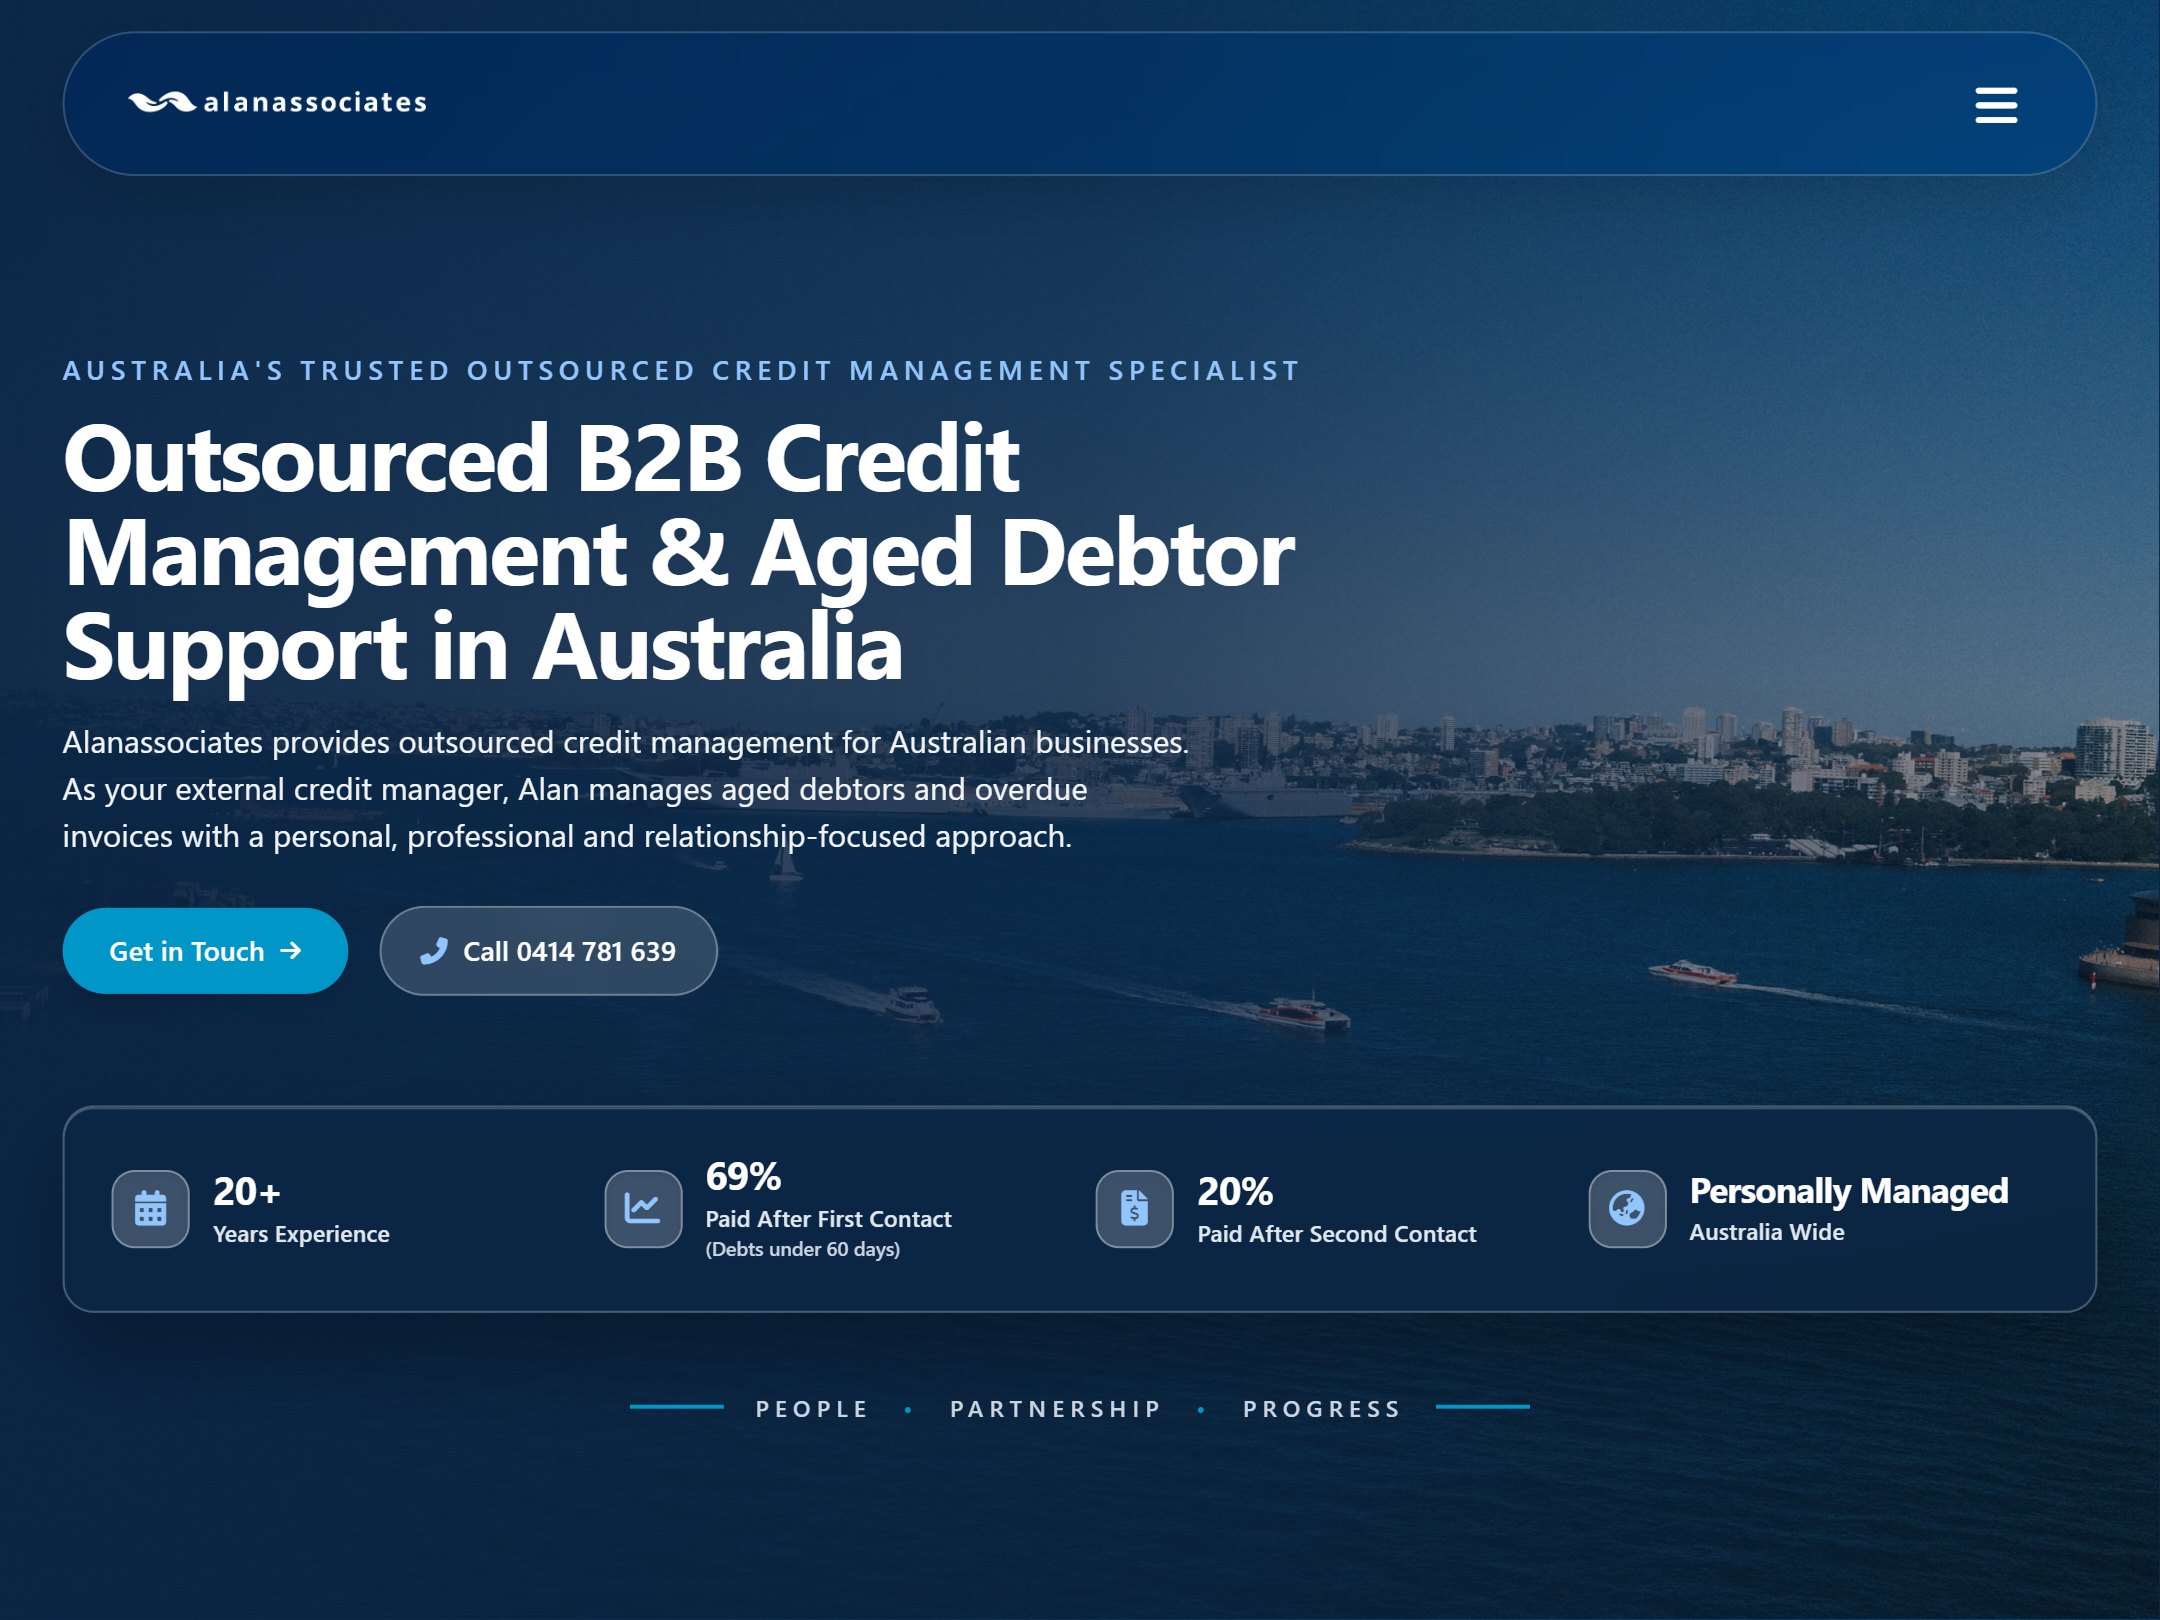 alanassociates
AUSTRALIA'S TRUSTED OUTSOURCED CREDIT MANAGEMENT SPECIALIST
Outsourced B2B Credit
Management & Aged Debtor
Support in Australia
Alanassociates provides outsourced credit management for Australian businesses.
As your external credit manager, Alan manages aged debtors and overdue
invoices with a personal, professional and relationship-focused approach.
Get in Touch →
Call 0414 781 639
20+
Years Experience
69%
Paid After First Contact
(Debts under 60 days)
20%
Paid After Second Contact
Personally Managed
Australia Wide
PEOPLE • PARTNERSHIP • PROGRESS